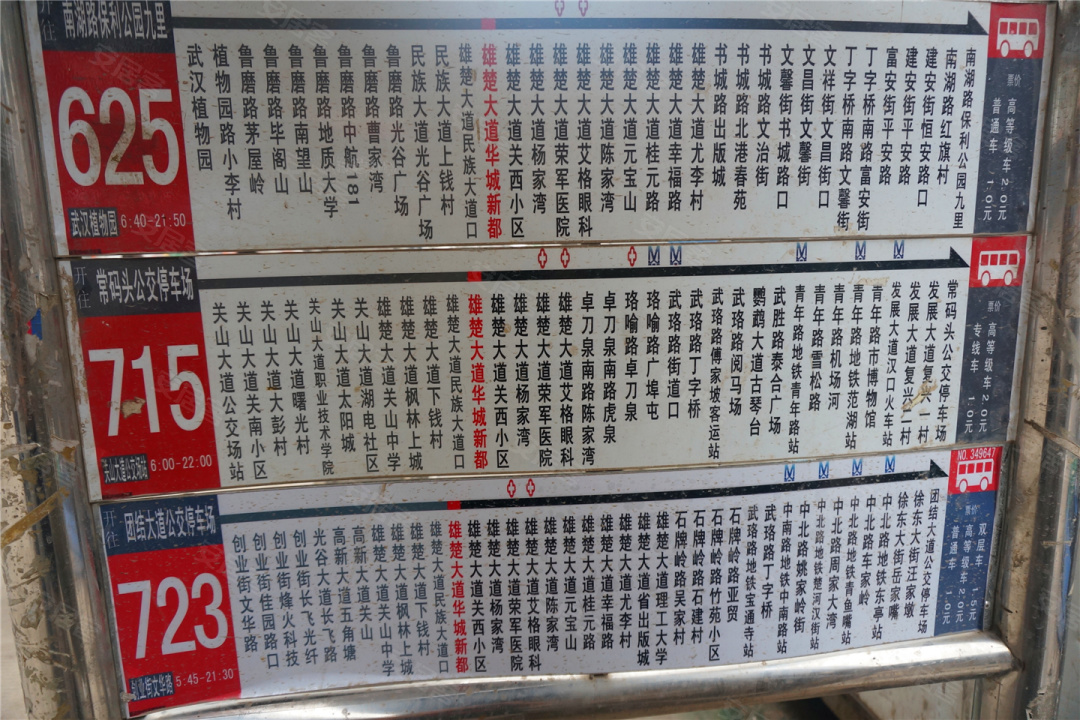 开往
南湖路保利公园九里
625
武汉植物园 6:40-21:50
武汉植物园
植物园路小李村
鲁磨路茅屋岭
鲁磨路毕阁山
鲁磨路南望山
鲁磨路地质大学
鲁磨路中航181
鲁磨路曹家湾
鲁磨路光谷广场
民族大道光谷广场
民族大道上钱村
雄楚大道民族大道口
雄楚大道华城新都
雄楚大道关西小区
雄楚大道杨家湾
雄楚大道荣军医院
雄楚大道艾格眼科
雄楚大道陈家湾
雄楚大道元宝山
雄楚大道桂元路
雄楚大道幸福路
雄楚大道尤李村
书城路出版城
书城路北港春苑
书城路文治街
文馨街书城路口
文昌街文馨街
文祥街文昌街口
丁字桥南路文馨街
丁字桥南路富安街
富安街平安路
建安街平安路
建安街恒安路口
南湖路红旗村
南湖路保利公园九里
票价
高等级车2.0元
普通车 1.0元
开往
常码头公交停车场
715
关山大道公交场站 6:00-22:00
关山大道公交场站
关山大道关南小区
关山大道大彭村
关山大道曙光村
关山大道职业技术学院
关山大道太阳城
关山大道湖电社区
雄楚大道关山中学
雄楚大道枫林上城
雄楚大道下钱村
雄楚大道民族大道口
雄楚大道华城新都
雄楚大道关西小区
雄楚大道杨家湾
雄楚大道荣军医院
雄楚大道艾格眼科
卓刀泉南路陈家湾
卓刀泉南路虎泉
珞喻路卓刀泉
珞喻路广埠屯
武珞路街道口
武珞路丁字桥
武珞路傅家坡客运站
武珞路阅马场
鹦鹉大道古琴台
武胜路泰合广场
青年路地铁青年路站
青年路雪松路
青年路机场河
青年路地铁范湖站
青年路市博物馆
发展大道汉口火车站
发展大道复兴一村
发展大道复兴一村
常码头公交停车场
票价
高等级车2.0元
专线车 1.0元
开往
团结大道公交停车场
723
创业街文华路 5:45-21:30
创业街文华路
创业街佳园路口
创业街烽火科技
创业街长飞光纤
光谷大道长飞路
高新大道五角塘
高新大道关山
雄楚大道关山中学
雄楚大道枫林上城
雄楚大道下钱村
雄楚大道民族大道口
雄楚大道华城新都
雄楚大道关西小区
雄楚大道杨家湾
雄楚大道荣军医院
雄楚大道艾格眼科
雄楚大道陈家湾
雄楚大道元宝山
雄楚大道桂元路
雄楚大道幸福路
雄楚大道尤李村
雄楚大道省出版城
雄楚大道理工大学
石牌岭路吴家村
石牌岭路石建村
石牌岭路竹苑小区
石牌岭路亚贸
武珞路地铁宝通寺站
武珞路丁字桥
中南路地铁中南路站
中北路姚家岭
中北路地铁楚河汉街站
中北路周家大湾
中北路地铁青鱼嘴站
中北路车家岭
中北路地铁东亭站
徐东大街岳家嘴
徐东大街汪家墩
团结大道公交停车场
NO.349647
票价
双层车 1.5元
高等级车2.0元
普通车 1.0元